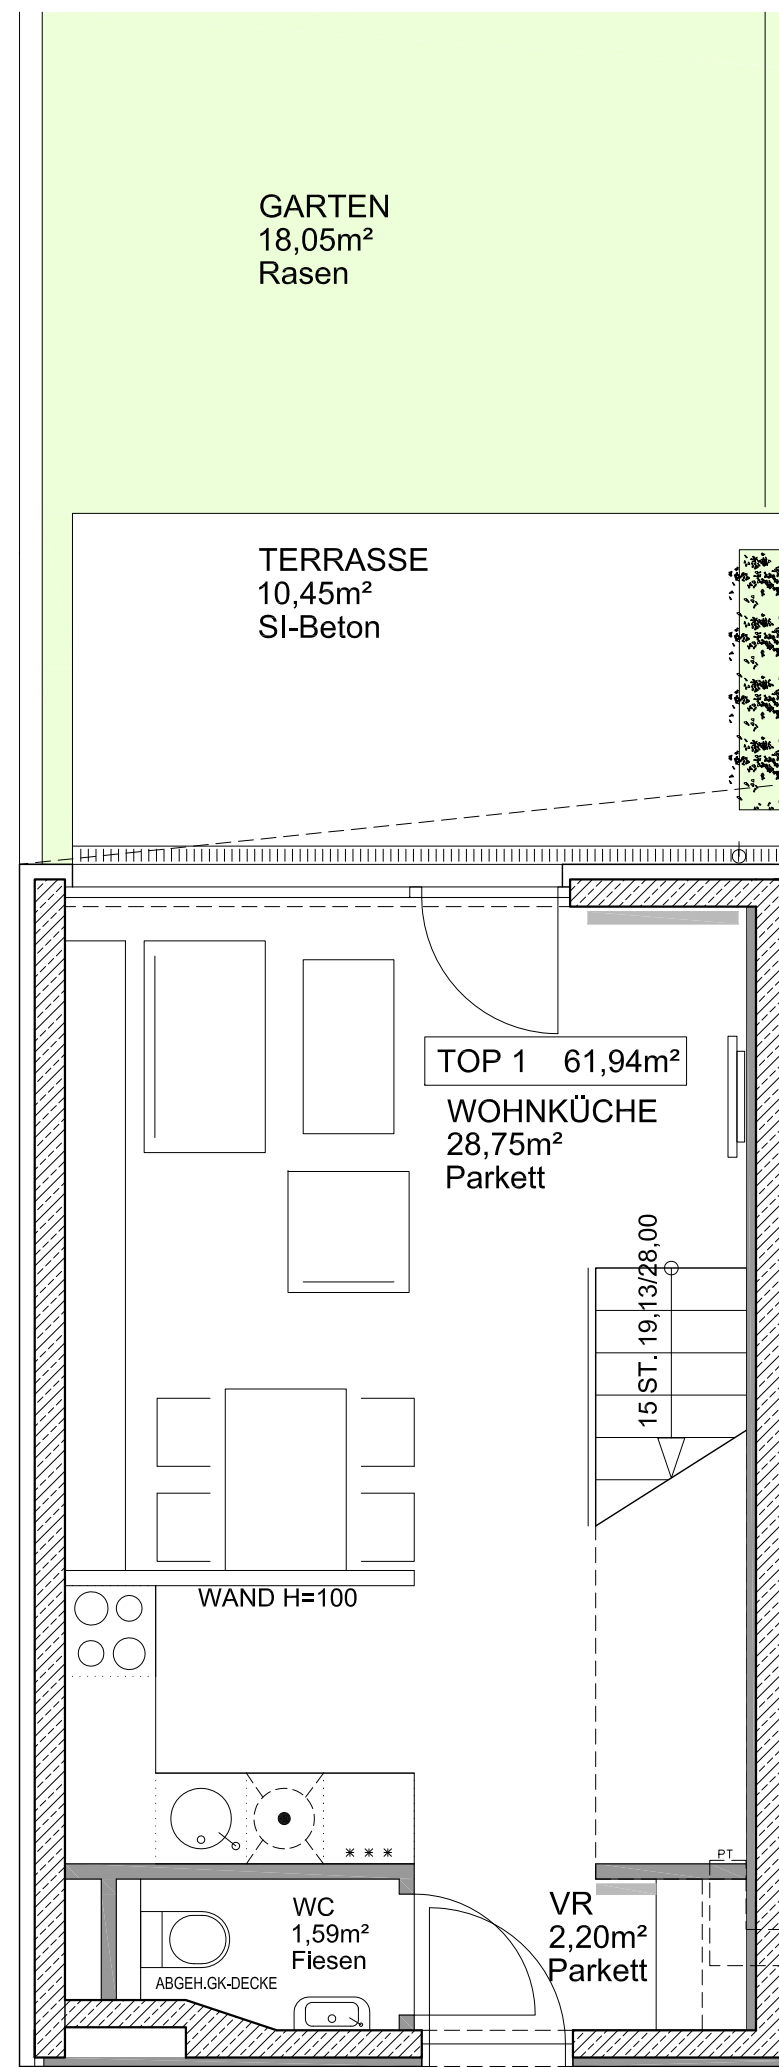 GARTEN
18,05m²
Rasen
TERRASSE
10,45m²
SI-Beton
TOP 1 61,94m²
WOHNKÜCHE
28,75m²
Parkett
15 ST. 19,13/28,00
WAND H=100
PT
WC
1,59m²
Fiesen
ABGEH.GK-DECKE
VR
2,20m²
Parkett